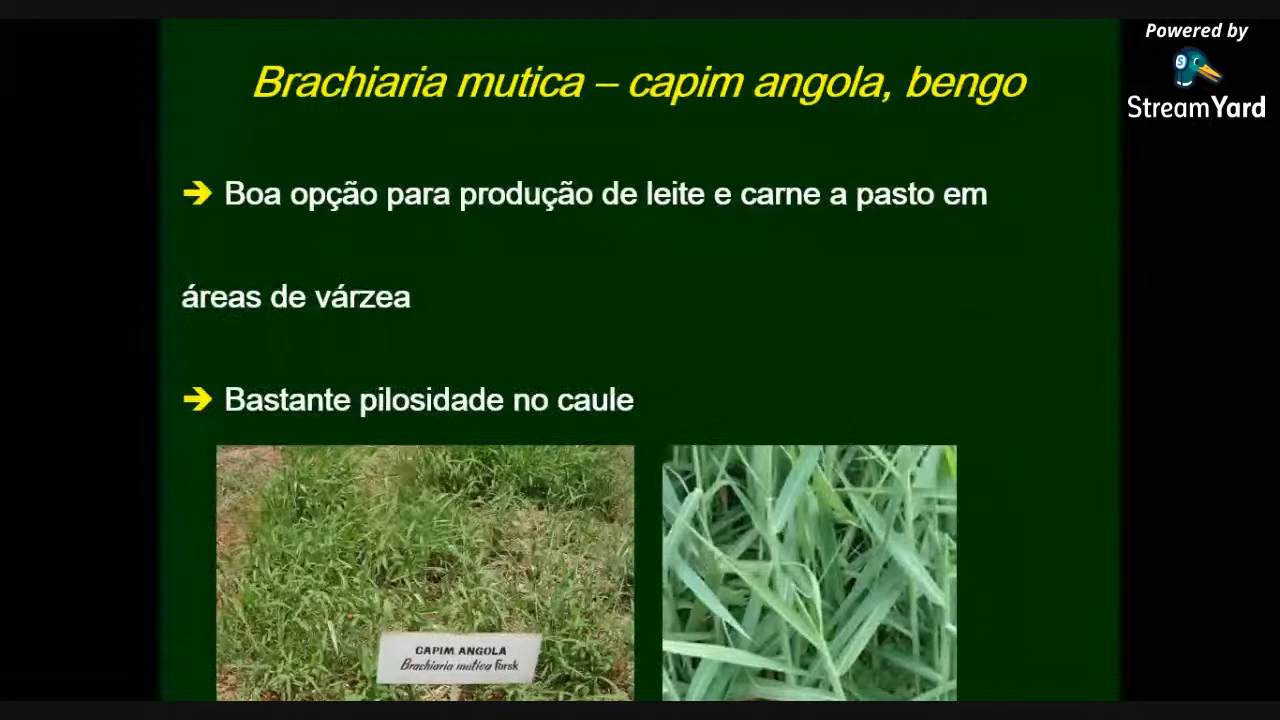 Powered by
StreamYard
Brachiaria mutica – capim angola, bengo
➔ Boa opção para produção de leite e carne a pasto em
áreas de várzea
➔ Bastante pilosidade no caule
CAPIM ANGOLA
Brachiaria mutica Forsk